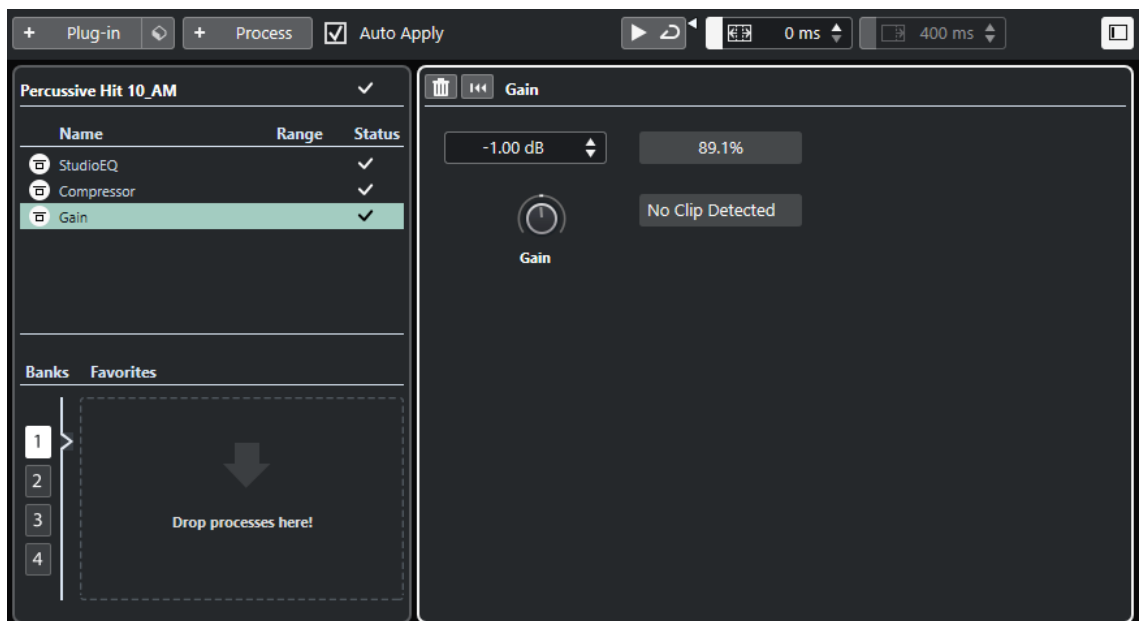 + Plug-in + Process Auto Apply 0 ms 400 ms
Percussive Hit 10_AM
Name Range Status
StudioEQ
Compressor
Gain
Banks Favorites
1
2
3
4
Drop processes here!
Gain
-1.00 dB 89.1%
No Clip Detected
Gain